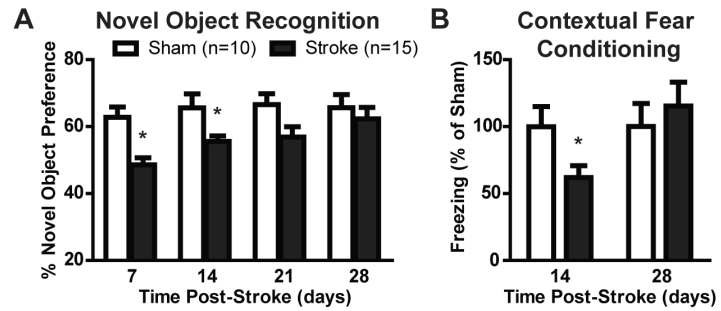 A Novel Object Recognition
Sham (n=10) Stroke (n=15)
% Novel Object Preference
80
60
40
20
*
*
7 14 21 28
Time Post-Stroke (days)
B Contextual Fear
Conditioning
Freezing (% of Sham)
150
100
50
0
*
14 28
Time Post-Stroke (days)